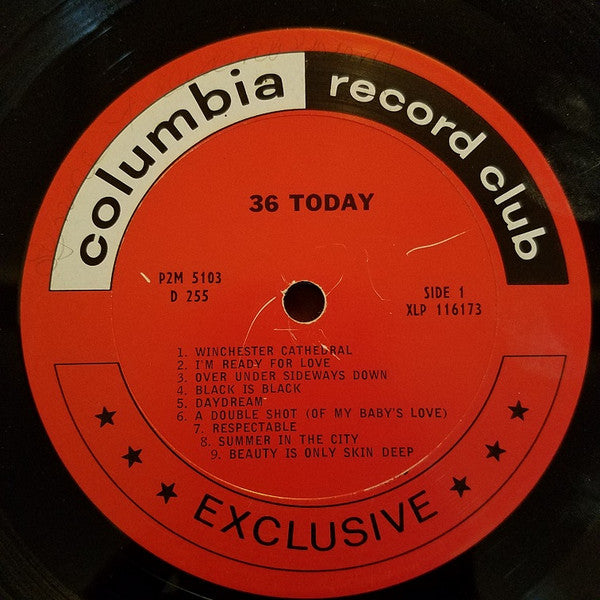 columbia record club
36 TODAY
P2M 5103
D 255
SIDE 1
XLP 116173
1. WINCHESTER CATHEDRAL
2. I'M READY FOR LOVE
3. OVER UNDER SIDEWAYS DOWN
4. BLACK IS BLACK
5. DAYDREAM
6. A DOUBLE SHOT (OF MY BABY'S LOVE)
7. RESPECTABLE
8. SUMMER IN THE CITY
9. BEAUTY IS ONLY SKIN DEEP
EXCLUSIVE